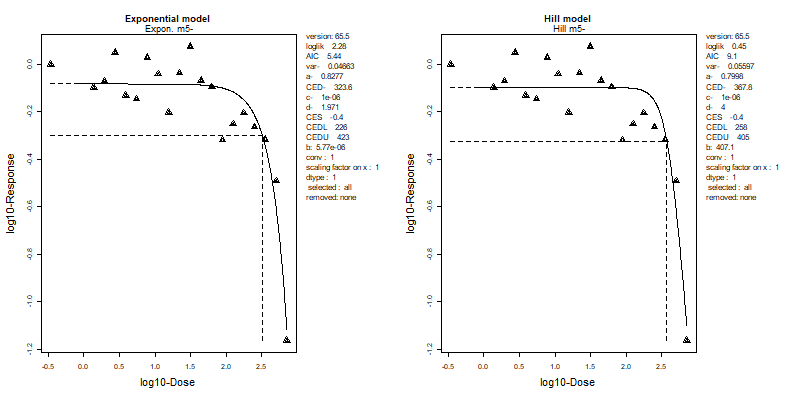 Exponential model
Expon. m5-
version: 65.5
loglik 2.28
AIC 5.44
var- 0.04663
a- 0.8277
CED- 323.6
c- 1e-06
d- 1.971
CES -0.4
CEDL 226
CEDU 423
b: 5.77e-06
conv : 1
scaling factor on x : 1
dtype : 1
selected : all
removed: none
log10-Response
0.0
-0.2
-0.4
-0.6
-0.8
-1.0
-1.2
-0.5 0.0 0.5 1.0 1.5 2.0 2.5
log10-Dose
Hill model
Hill m5-
version: 65.5
loglik 0.45
AIC 9.1
var- 0.05597
a- 0.7998
CED- 367.8
c- 1e-06
d- 4
CES -0.4
CEDL 258
CEDU 405
b: 407.1
conv : 1
scaling factor on x : 1
dtype : 1
selected : all
removed: none
log10-Response
0.0
-0.2
-0.4
-0.6
-0.8
-1.0
-1.2
-0.5 0.0 0.5 1.0 1.5 2.0 2.5
log10-Dose